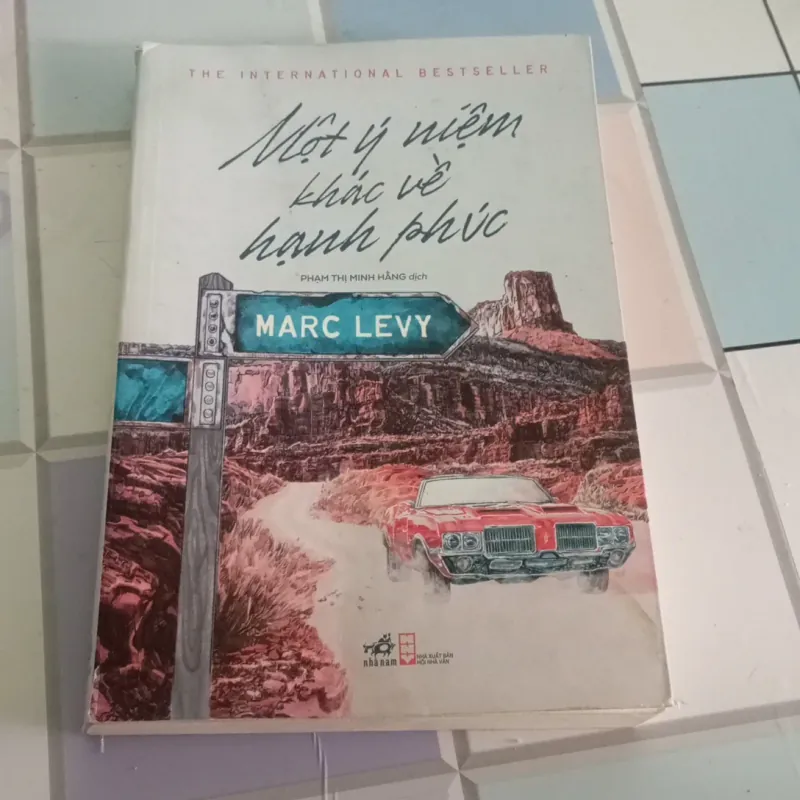 THE INTERNATIONAL BESTSELLER
Một ý niệm
khác về
hạnh phúc
PHẠM THỊ MINH HẰNG dịch
MARC LEVY
nhã nam
NHÀ XUẤT BẢN
HỘI NHÀ VĂN